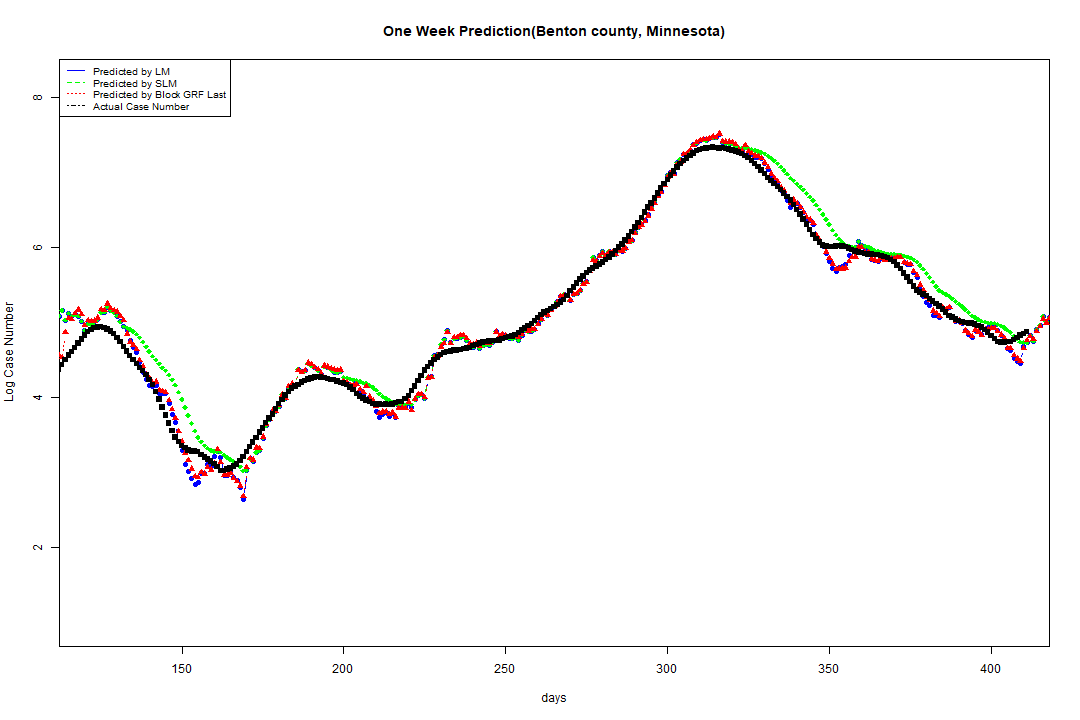 One Week Prediction(Benton county, Minnesota)
Predicted by LM
Predicted by SLM
Predicted by Block GRF Last
Actual Case Number
8
6
4
2
Log Case Number
150 200 250 300 350 400
days